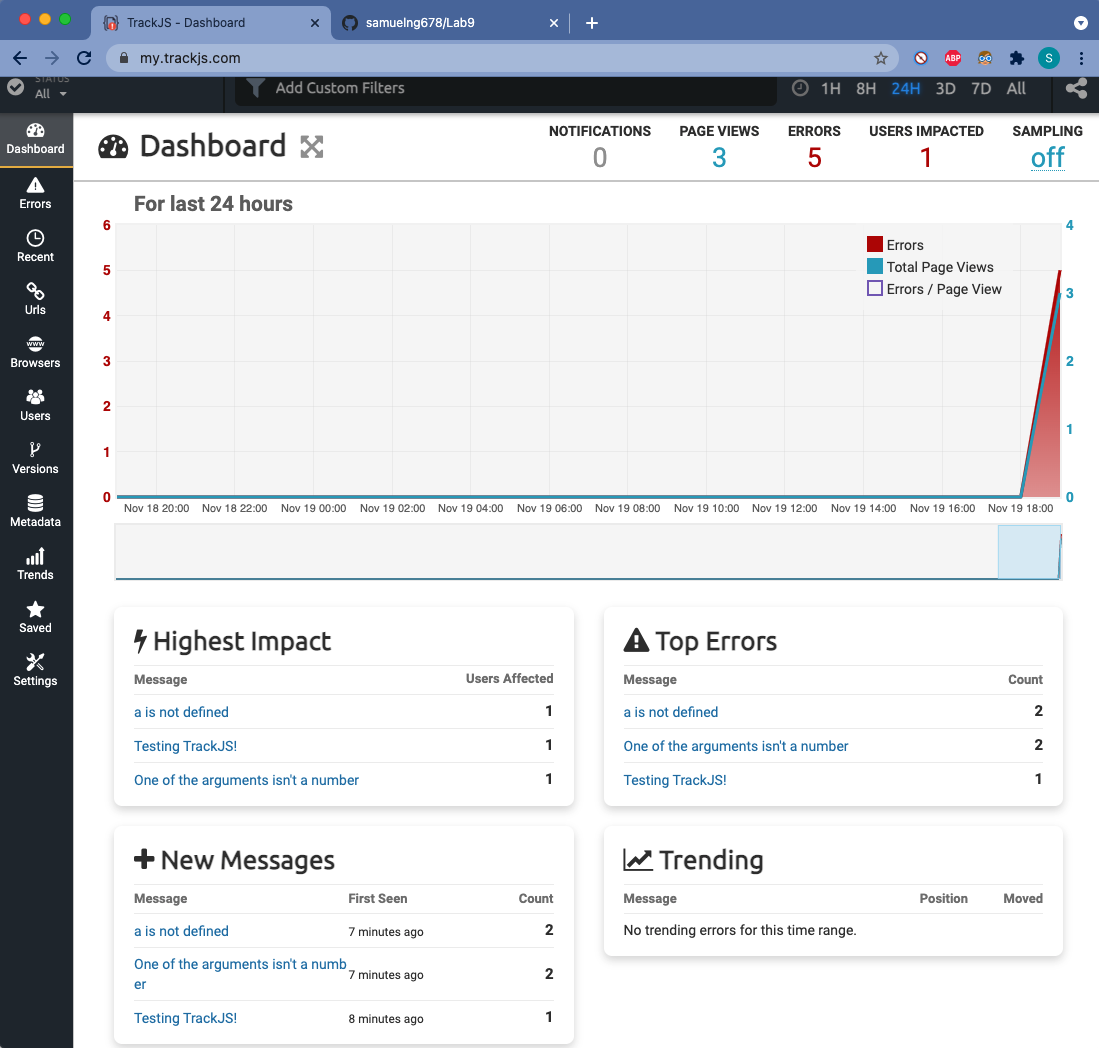 TrackJS - Dashboard
samuelng678/Lab9
my.trackjs.com
ABP
S
STATUS
All
Add Custom Filters
1H 8H 24H 3D 7D All
Dashboard
Errors
Recent
Urls
www
Browsers
Users
Versions
Metadata
Trends
Saved
Settings
Dashboard
NOTIFICATIONS PAGE VIEWS ERRORS USERS IMPACTED SAMPLING
0 3 5 1 off
For last 24 hours
6
5
4
3
2
1
0
Errors
Total Page Views
Errors / Page View
4
3
2
1
0
Nov 18 20:00 Nov 18 22:00 Nov 19 00:00 Nov 19 02:00 Nov 19 04:00 Nov 19 06:00 Nov 19 08:00 Nov 19 10:00 Nov 19 12:00 Nov 19 14:00 Nov 19 16:00 Nov 19 18:00
Highest Impact
Message Users Affected
a is not defined 1
Testing TrackJS! 1
One of the arguments isn't a number 1
Top Errors
Message Count
a is not defined 2
One of the arguments isn't a number 2
Testing TrackJS! 1
New Messages
Message First Seen Count
a is not defined 7 minutes ago 2
One of the arguments isn't a numb
er 7 minutes ago 2
Testing TrackJS! 8 minutes ago 1
Trending
Message Position Moved
No trending errors for this time range.